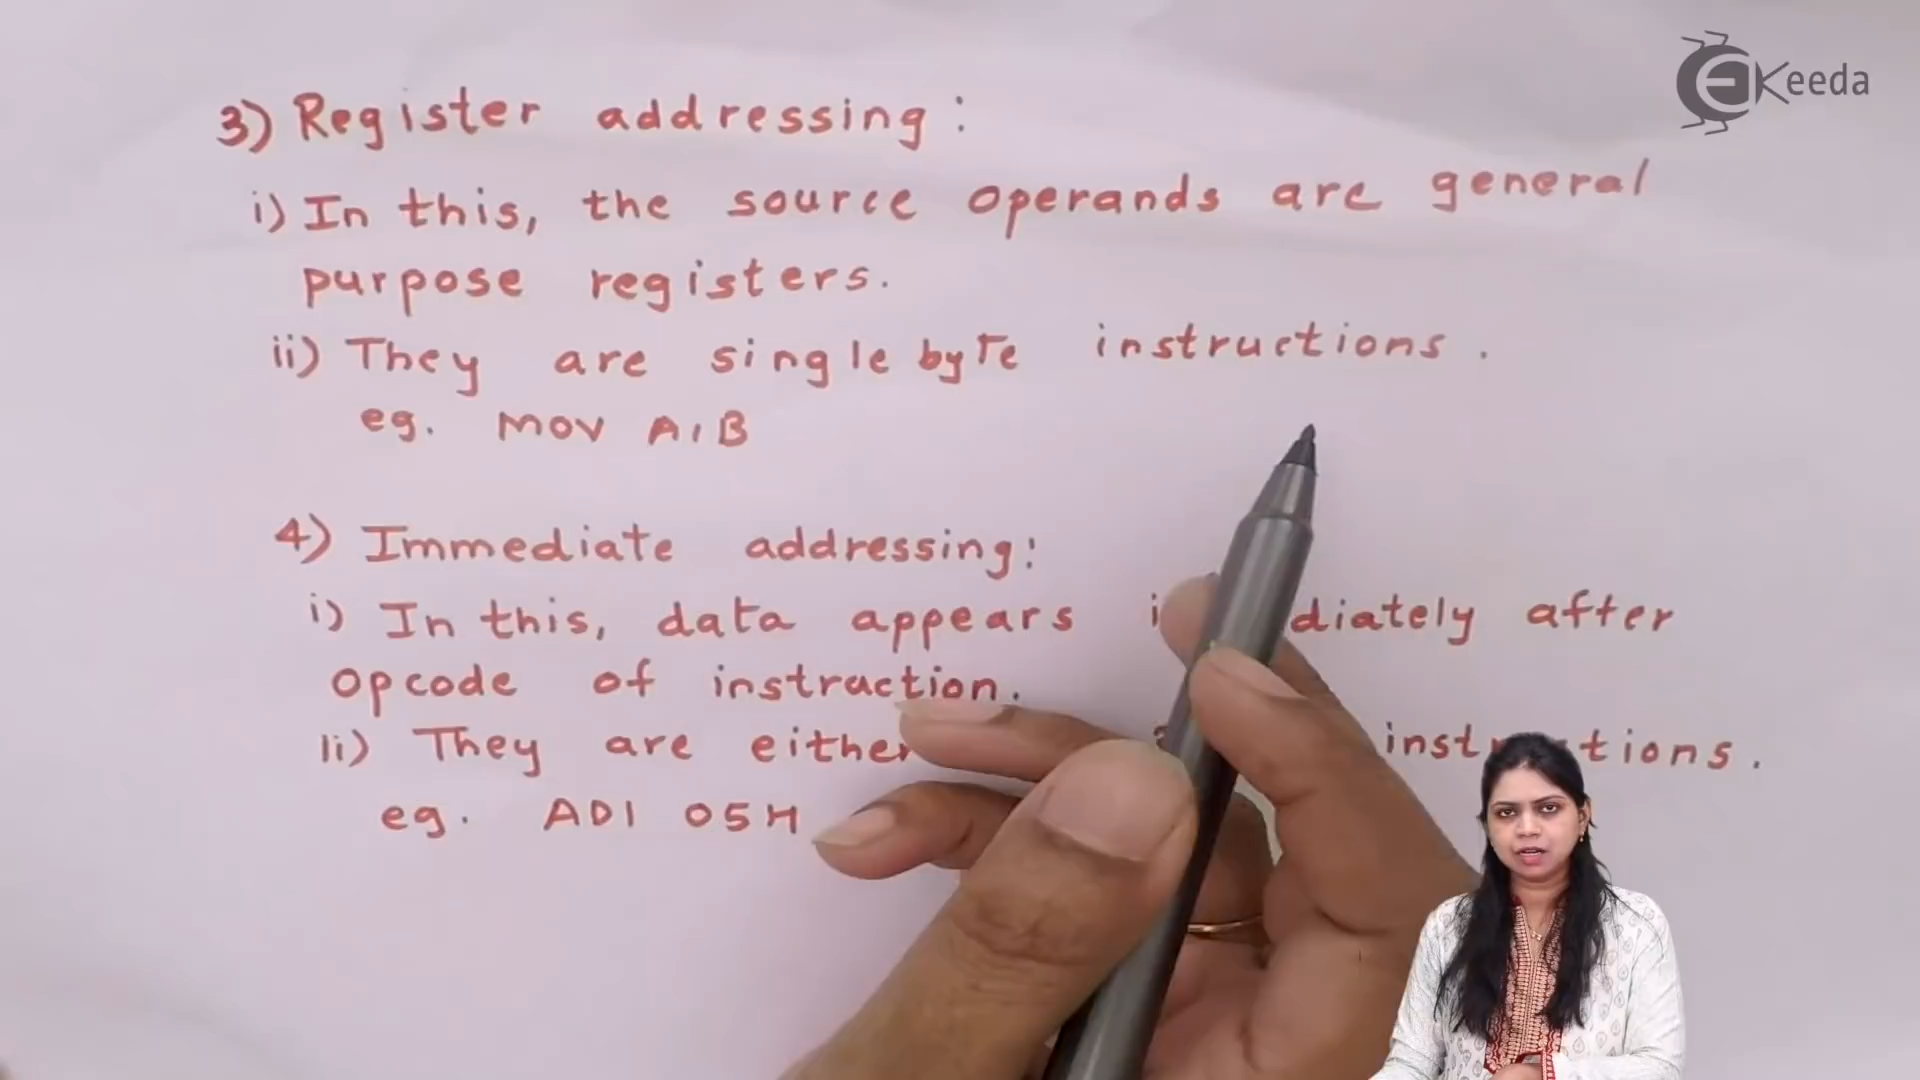 EKeeda
3) Register addressing:
i) In this, the source operands are general
purpose registers.
ii) They are single byte instructions.
eg. MOV A,B
4) Immediate addressing:
i) In this, data appears diately after
opcode of instruction.
ii) They are either instructions.
eg. ADI 05H